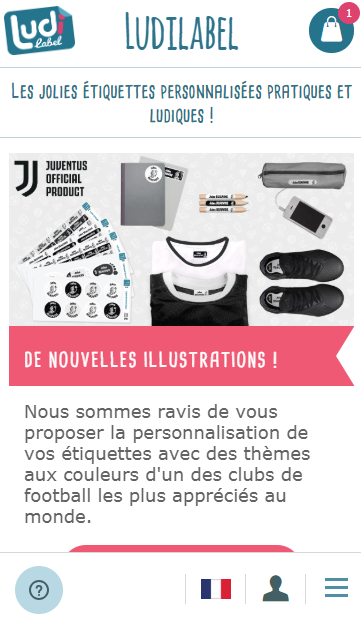 Ludi
label
LUDILABEL
1
LES JOLIES ÉTIQUETTES PERSONNALISÉES PRATIQUES ET
LUDIQUES !
JUVENTUS
OFFICIAL
PRODUCT
DE NOUVELLES ILLUSTRATIONS !
Nous sommes ravis de vous
proposer la personnalisation de
vos étiquettes avec des thèmes
aux couleurs d'un des clubs de
football les plus appréciés au
monde.
?